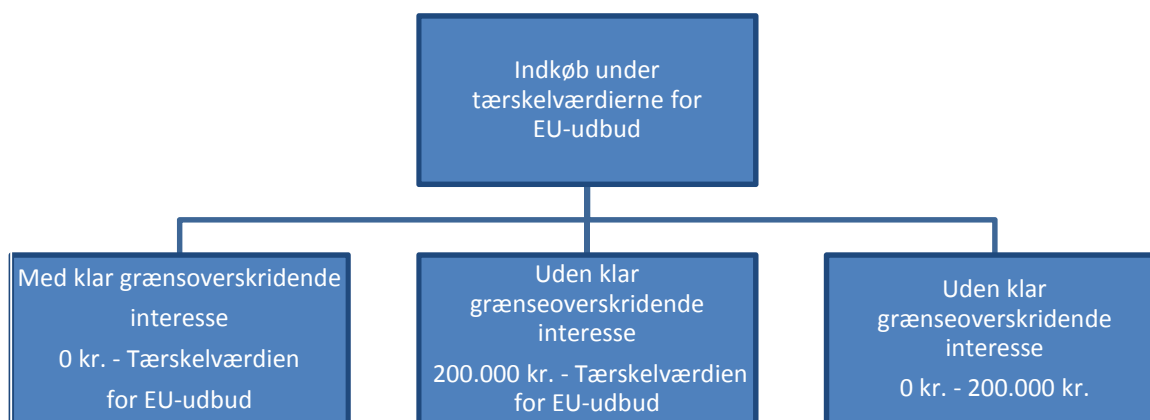 Indkøb under
tærskelværdierne for
EU-udbud
Med klar grænsoverskridende
interesse
0 kr. - Tærskelværdien
for EU-udbud
Uden klar
grænseoverskridende
interesse
200.000 kr. - Tærskelværdien
for EU-udbud
Uden klar
grænseoverskridende
interesse
0 kr. - 200.000 kr.